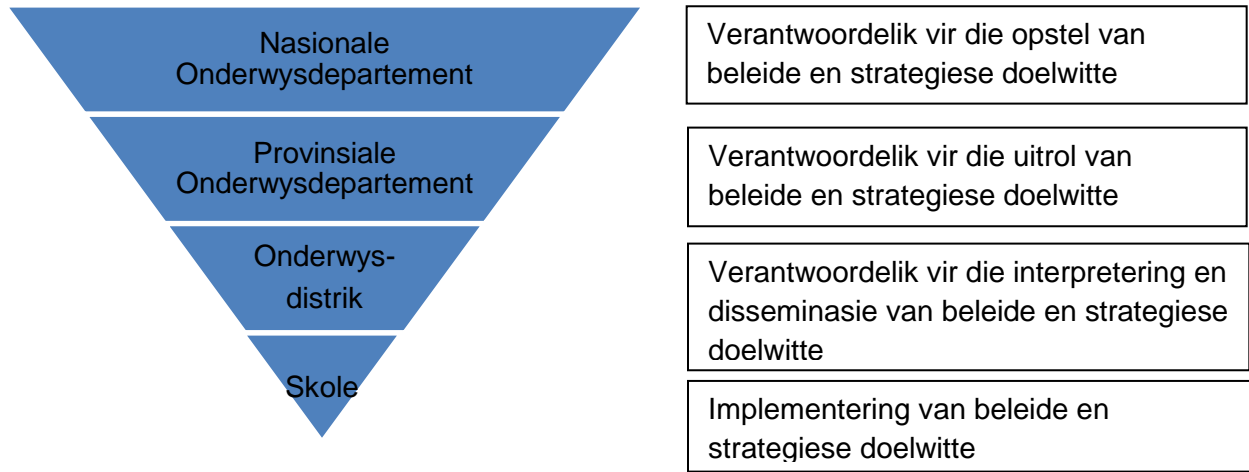 Nasionale
Onderwysdepartement
Verantwoordelik vir die opstel van
beleide en strategiese doelwitte
Provinsiale
Onderwysdepartement
Verantwoordelik vir die uitrol van
beleide en strategiese doelwitte
Onderwys-
distrik
Verantwoordelik vir die interpretering en
disseminasie van beleide en strategiese
doelwitte
Skole
Implementering van beleide en
strategiese doelwitte